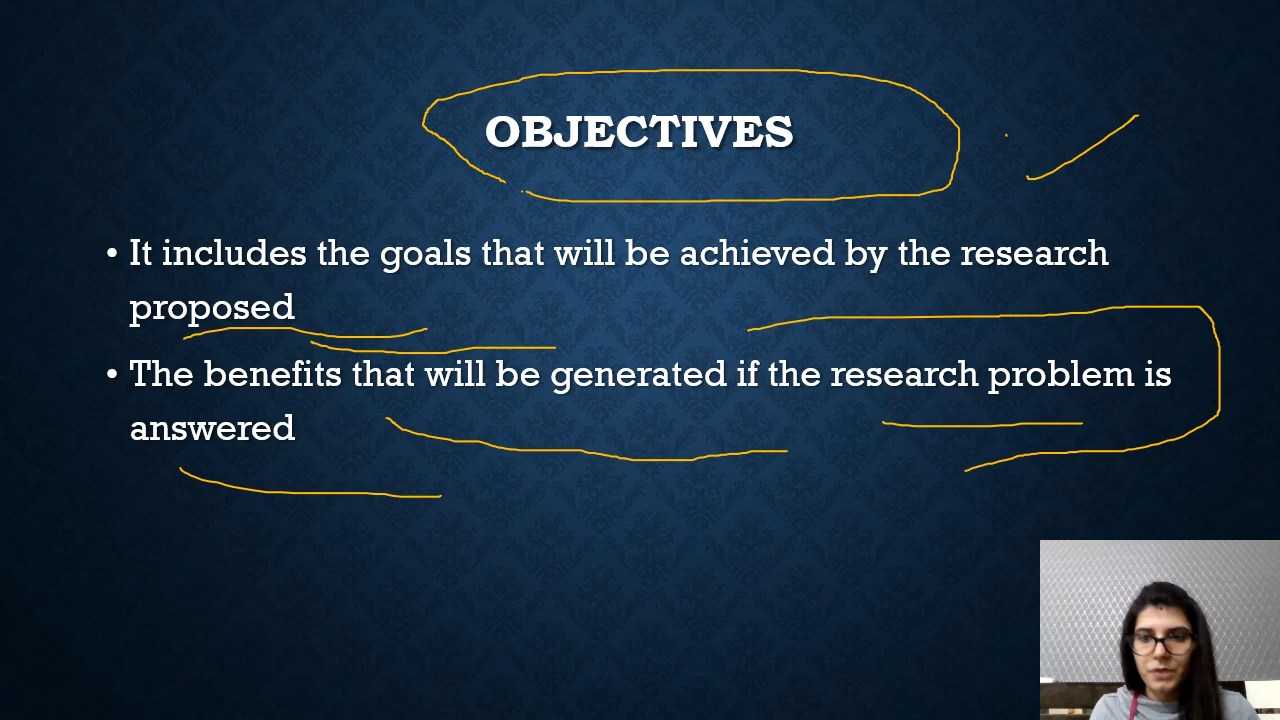 OBJECTIVES
• It includes the goals that will be achieved by the research
proposed
• The benefits that will be generated if the research problem is
answered